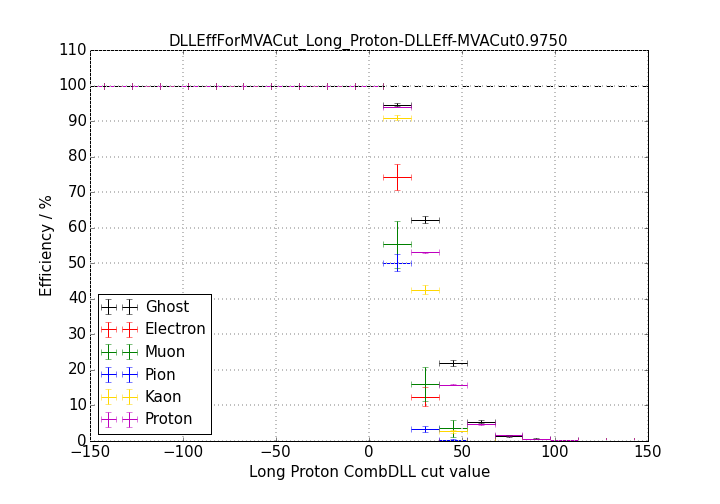 DLLEffForMVACut_Long_Proton-DLLEff-MVACut0.9750
110
100
90
80
70
60
50
40
30
20
10
0
Efficiency / %
Ghost
Electron
Muon
Pion
Kaon
Proton
−150 −100 −50 0 50 100 150
Long Proton CombDLL cut value